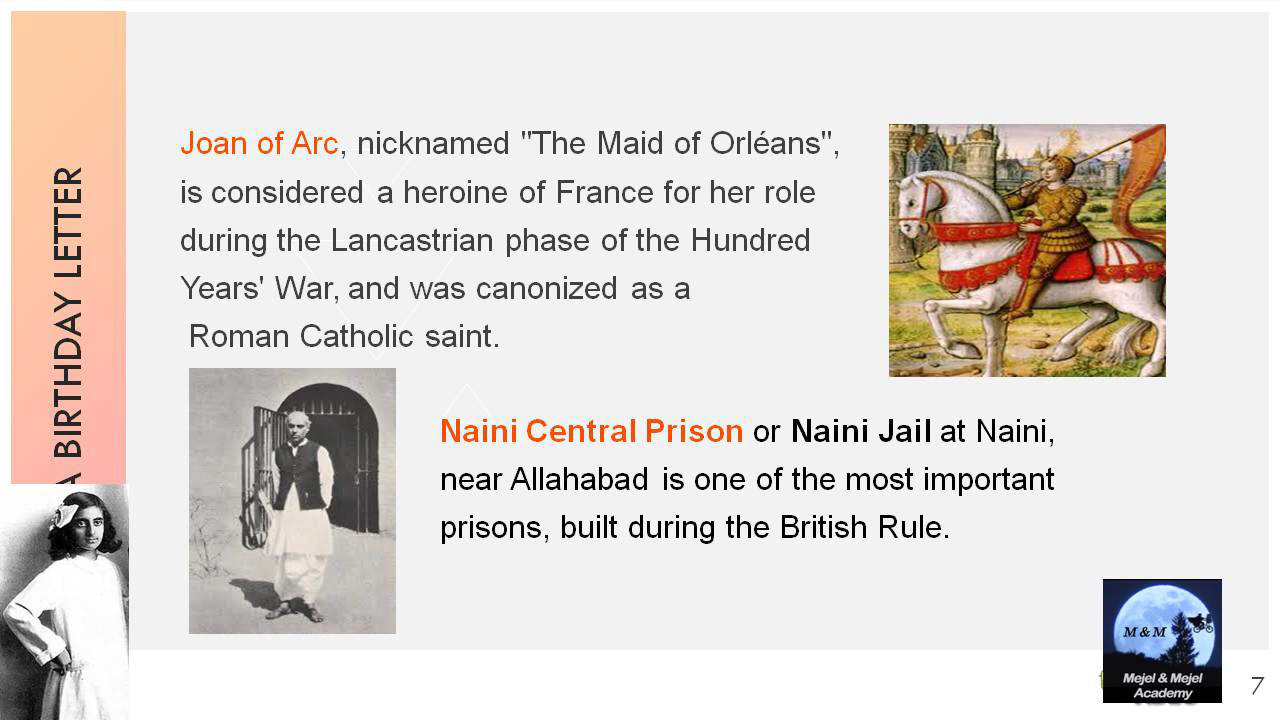 A BIRTHDAY LETTER
Joan of Arc, nicknamed "The Maid of Orléans",
is considered a heroine of France for her role
during the Lancastrian phase of the Hundred
Years' War, and was canonized as a
Roman Catholic saint.
Naini Central Prison or Naini Jail at Naini,
near Allahabad is one of the most important
prisons, built during the British Rule.
M & M
Mejel & Mejel
Academy
7